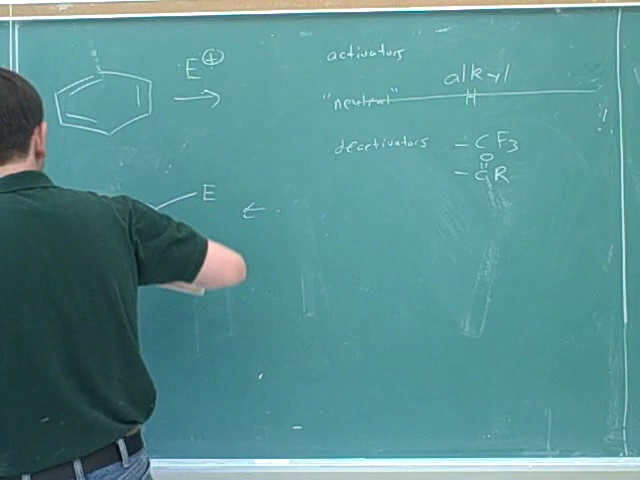 E⊕
E
activators
alkyl
"neutral" H
deactivators - CF3
O
- CR